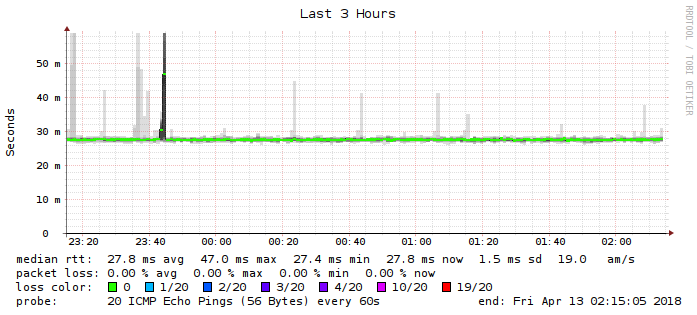 Last 3 Hours
RRDTOOL / TOBI OETIKER
Seconds
50 m
40 m
30 m
20 m
10 m
0
23:20 23:40 00:00 00:20 00:40 01:00 01:20 01:40 02:00
median rtt: 27.8 ms avg 47.0 ms max 27.4 ms min 27.8 ms now 1.5 ms sd 19.0 am/s
packet loss: 0.00 % avg 0.00 % max 0.00 % min 0.00 % now
loss color: 0 1/20 2/20 3/20 4/20 10/20 19/20
probe: 20 ICMP Echo Pings (56 Bytes) every 60s end: Fri Apr 13 02:15:05 2018